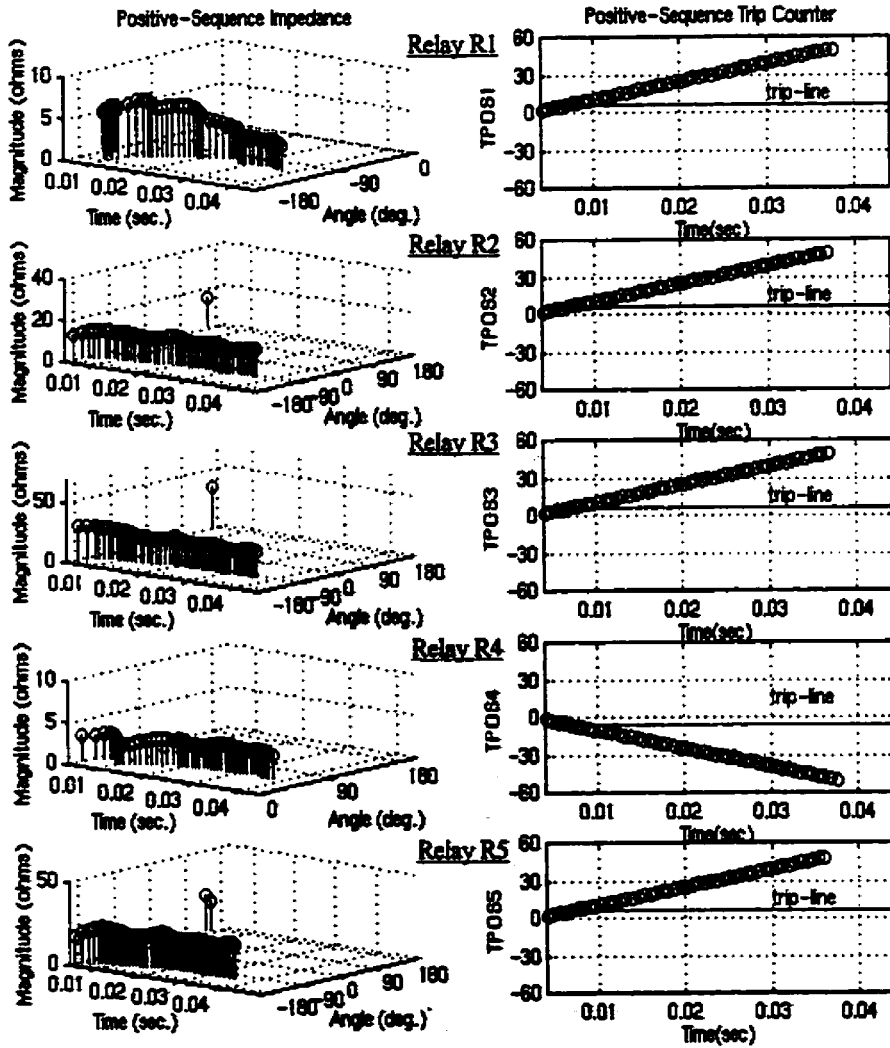 Positive-Sequence Impedance
Positive-Sequence Trip Counter
Relay R1
Magnitude (ohms)
10
5
0
0.01
0.02
0.03
0.04
Time (sec.)
-180
-90
0
Angle (deg.)
TPOS1
60
30
0
-30
-60
trip-line
0.01
0.02
0.03
0.04
Time(sec)
Relay R2
Magnitude (ohms)
40
20
0
0.01
0.02
0.03
0.04
Time (sec.)
-180
-90
0
90
180
Angle (deg.)
TPOS2
60
30
0
-30
-60
trip-line
0.01
0.02
0.03
0.04
Time(sec)
Relay R3
Magnitude (ohms)
50
0
0.01
0.02
0.03
0.04
Time (sec.)
-180
-90
0
90
180
Angle (deg.)
TPOS3
60
30
0
-30
-60
trip-line
0.01
0.02
0.03
0.04
Time(sec)
Relay R4
Magnitude (ohms)
10
5
0
0.01
0.02
0.03
0.04
Time (sec.)
0
90
180
Angle (deg.)
TPOS4
60
30
0
-30
-60
trip-line
0.01
0.02
0.03
0.04
Time(sec)
Relay R5
Magnitude (ohms)
50
0
0.01
0.02
0.03
0.04
Time (sec.)
-180
-90
0
90
180
Angle (deg.)
TPOS5
60
30
0
-30
-60
trip-line
0.01
0.02
0.03
0.04
Time(sec)